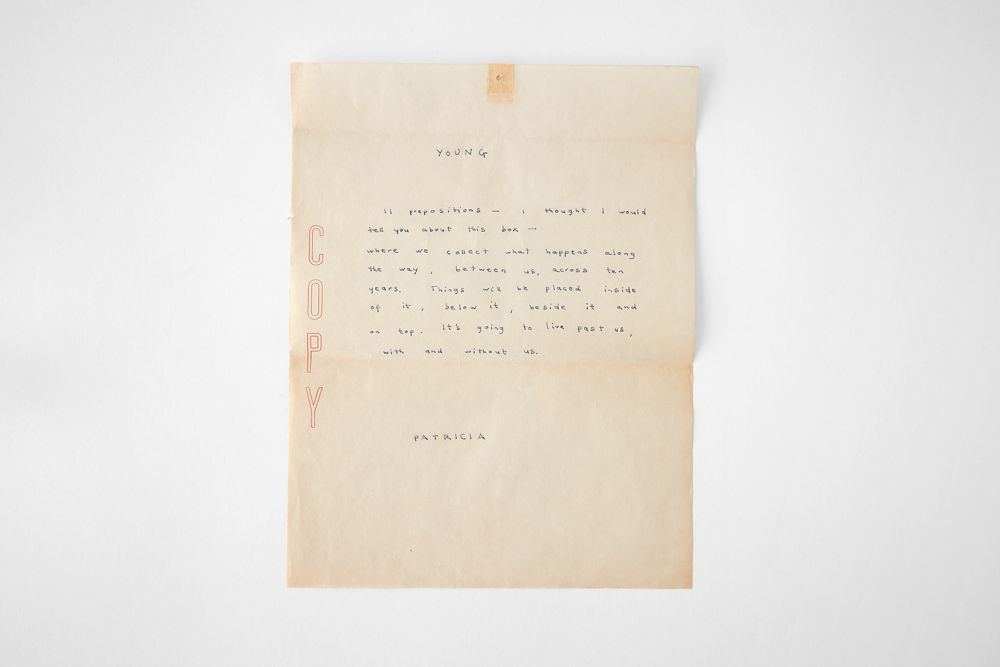 YOUNG
11 prepositions — i thought I would
tell you about this box —
where we collect what happens along
the way, between us, across ten
years. Things will be placed inside
of it, below it, beside it and
on top. It's going to live past us,
with and without us.
COPY
PATRICIA